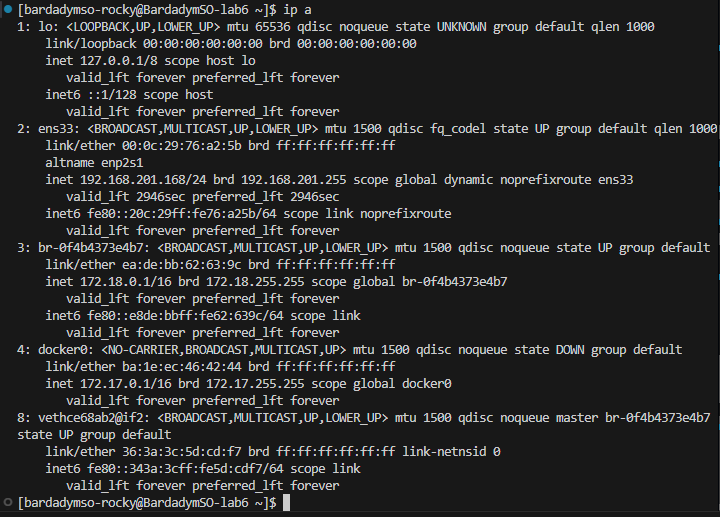 [bardadymso-rocky@BardadymSO-lab6 ~]$ ip a
1: lo: <LOOPBACK,UP,LOWER_UP> mtu 65536 qdisc noqueue state UNKNOWN group default qlen 1000
    link/loopback 00:00:00:00:00:00 brd 00:00:00:00:00:00
    inet 127.0.0.1/8 scope host lo
       valid_lft forever preferred_lft forever
    inet6 ::1/128 scope host
       valid_lft forever preferred_lft forever
2: ens33: <BROADCAST,MULTICAST,UP,LOWER_UP> mtu 1500 qdisc fq_codel state UP group default qlen 1000
    link/ether 00:0c:29:76:a2:5b brd ff:ff:ff:ff:ff:ff
    altname enp2s1
    inet 192.168.201.168/24 brd 192.168.201.255 scope global dynamic noprefixroute ens33
       valid_lft 2946sec preferred_lft 2946sec
    inet6 fe80::20c:29ff:fe76:a25b/64 scope link noprefixroute
       valid_lft forever preferred_lft forever
3: br-0f4b4373e4b7: <BROADCAST,MULTICAST,UP,LOWER_UP> mtu 1500 qdisc noqueue state UP group default
    link/ether ea:de:bb:62:63:9c brd ff:ff:ff:ff:ff:ff
    inet 172.18.0.1/16 brd 172.18.255.255 scope global br-0f4b4373e4b7
       valid_lft forever preferred_lft forever
    inet6 fe80::e8de:bbff:fe62:639c/64 scope link
       valid_lft forever preferred_lft forever
4: docker0: <NO-CARRIER,BROADCAST,MULTICAST,UP> mtu 1500 qdisc noqueue state DOWN group default
    link/ether ba:1e:ec:46:42:44 brd ff:ff:ff:ff:ff:ff
    inet 172.17.0.1/16 brd 172.17.255.255 scope global docker0
       valid_lft forever preferred_lft forever
8: vethce68ab2@if2: <BROADCAST,MULTICAST,UP,LOWER_UP> mtu 1500 qdisc noqueue master br-0f4b4373e4b7
state UP group default
    link/ether 36:3a:3c:5d:cd:f7 brd ff:ff:ff:ff:ff:ff link-netnsid 0
    inet6 fe80::343a:3cff:fe5d:cdf7/64 scope link
       valid_lft forever preferred_lft forever
[bardadymso-rocky@BardadymSO-lab6 ~]$